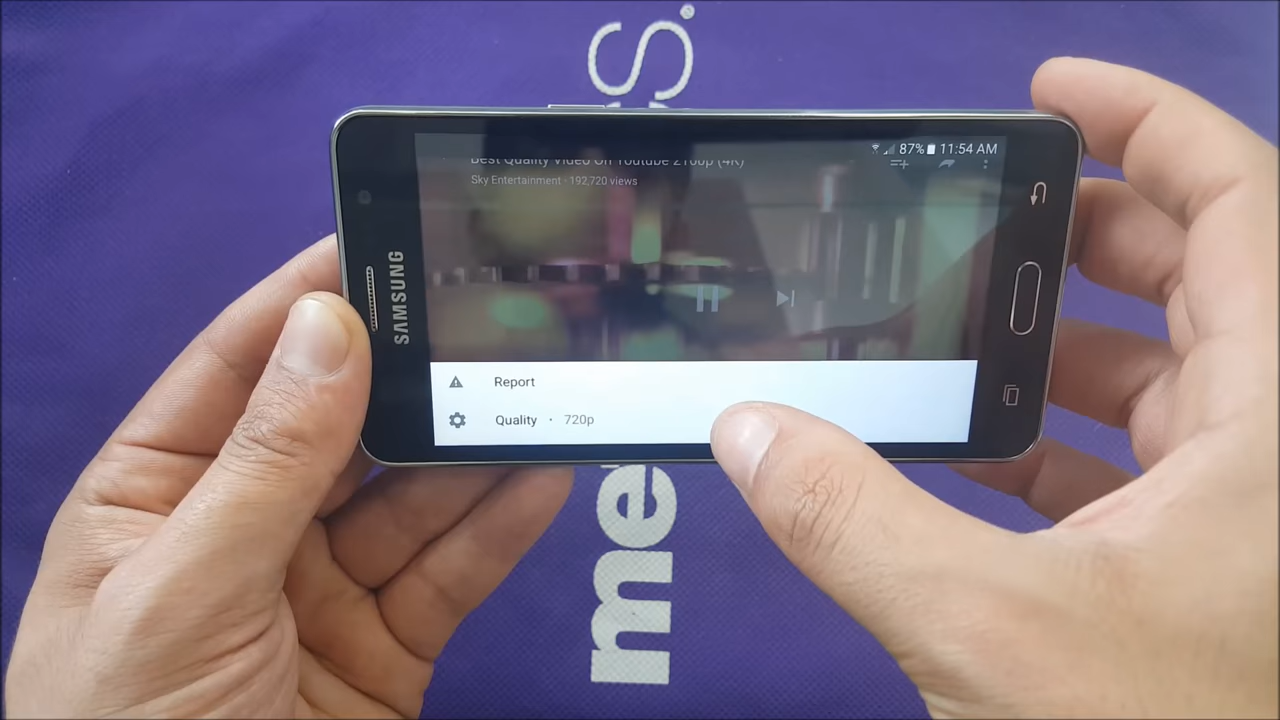 87% 11:54 AM
Best Quality Video On Youtube 2160p (4K)
Sky Entertainment · 192,720 views
SAMSUNG
Report
Quality · 720p
me
s.